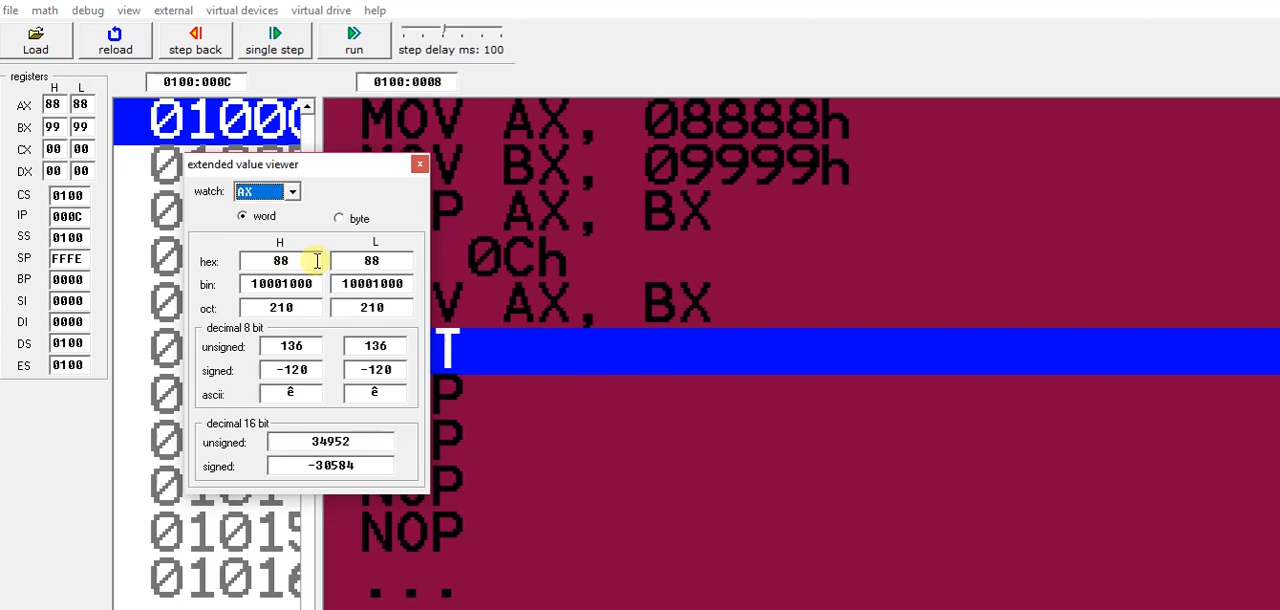 file math debug view external virtual devices virtual drive help
Load reload step back single step run step delay ms: 100
registers
H L
AX 88 88
BX 99 99
CX 00 00
DX 00 00
CS 0100
IP 000C
SS 0100
SP FFFE
BP 0000
SI 0000
DI 0000
DS 0100
ES 0100
0100:000C 0100:0008
0100
MOV AX, 08888h
MOV BX, 09999h
P AX, BX
0Ch
V AX, BX
T
P
P
NOP
NOP
...
0101
01015
01016
extended value viewer x
watch: AX
word byte
H L
hex: 88 88
bin: 10001000 10001000
oct: 210 210
decimal 8 bit
unsigned: 136 136
signed: -120 -120
ascii: ê ê
decimal 16 bit
unsigned: 34952
signed: -30584